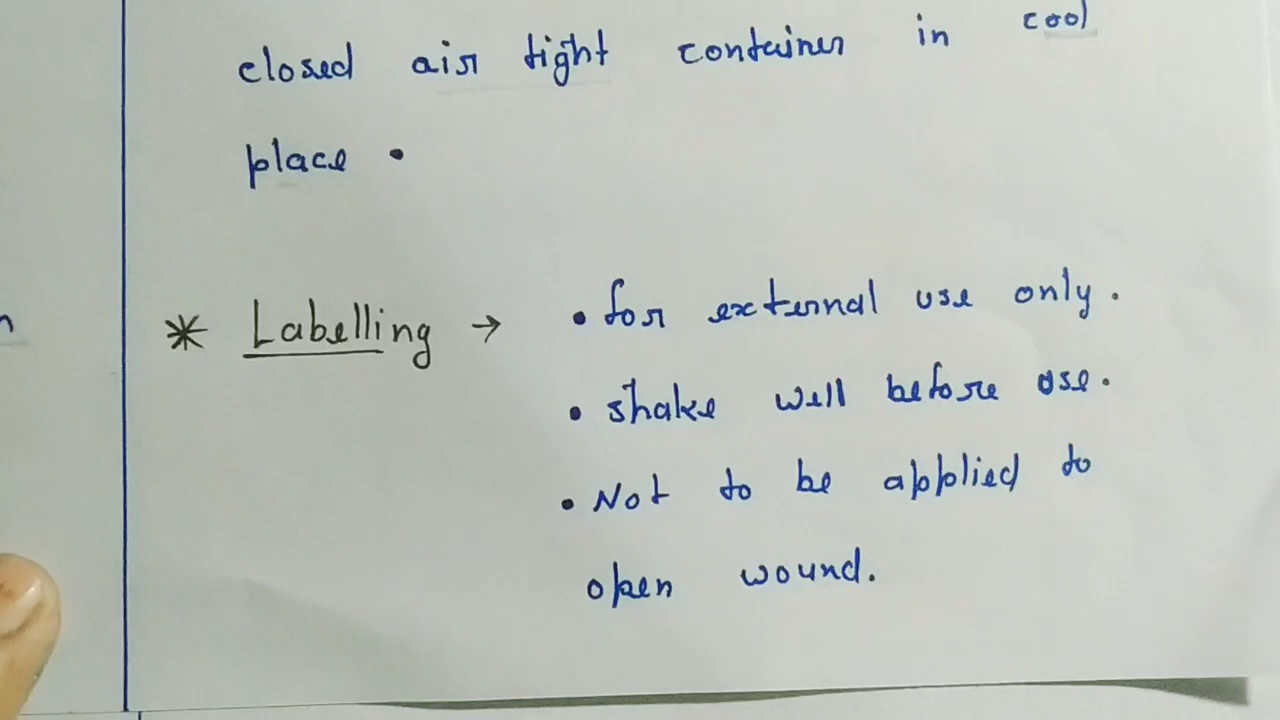 closed air tight container in cool
place .
* Labelling → • for external use only.
• shake well before use.
• Not to be applied to
open wound.